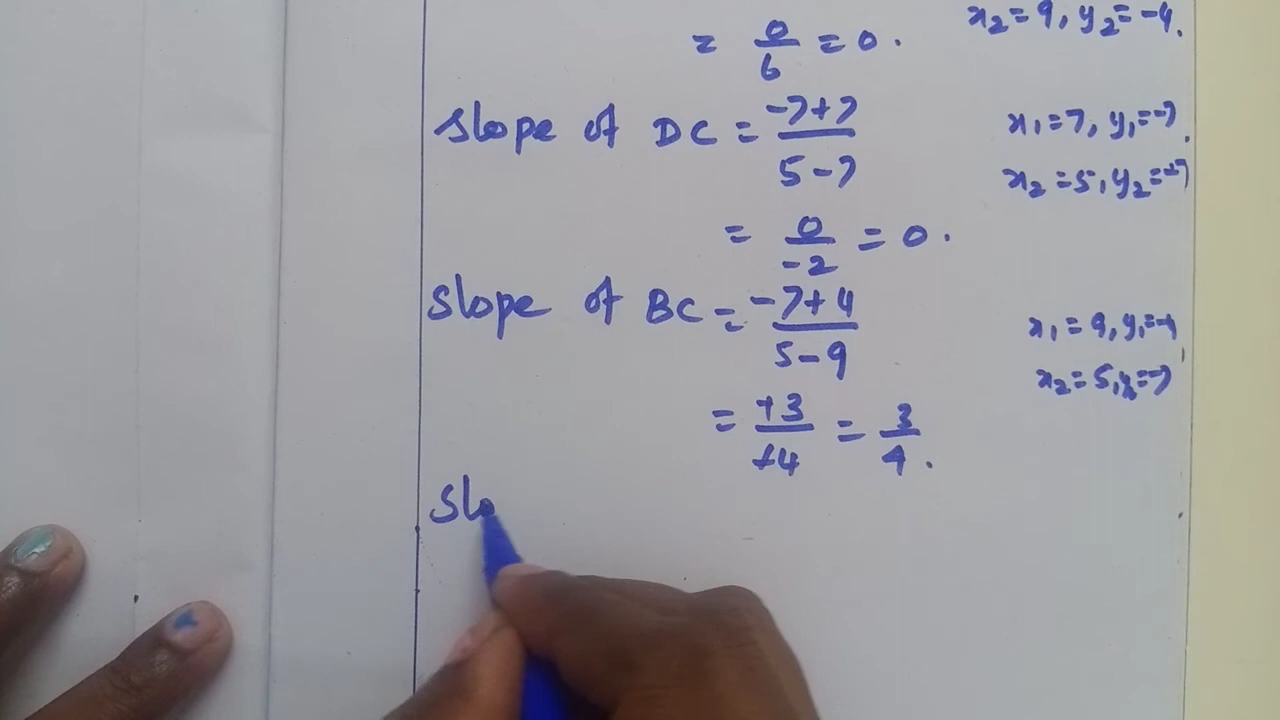 x₂=9, y₂=-4.
= 0/6 = 0.
Slope of DC = -7+7/5-7
x₁=7, y₁=-7.
x₂=5, y₂=-7
= 0/-2 = 0.
Slope of BC = -7+4/5-9
x₁=9, y₁=-4
x₂=5, y₂=-7
= +3/+4 = 3/4.
Slo